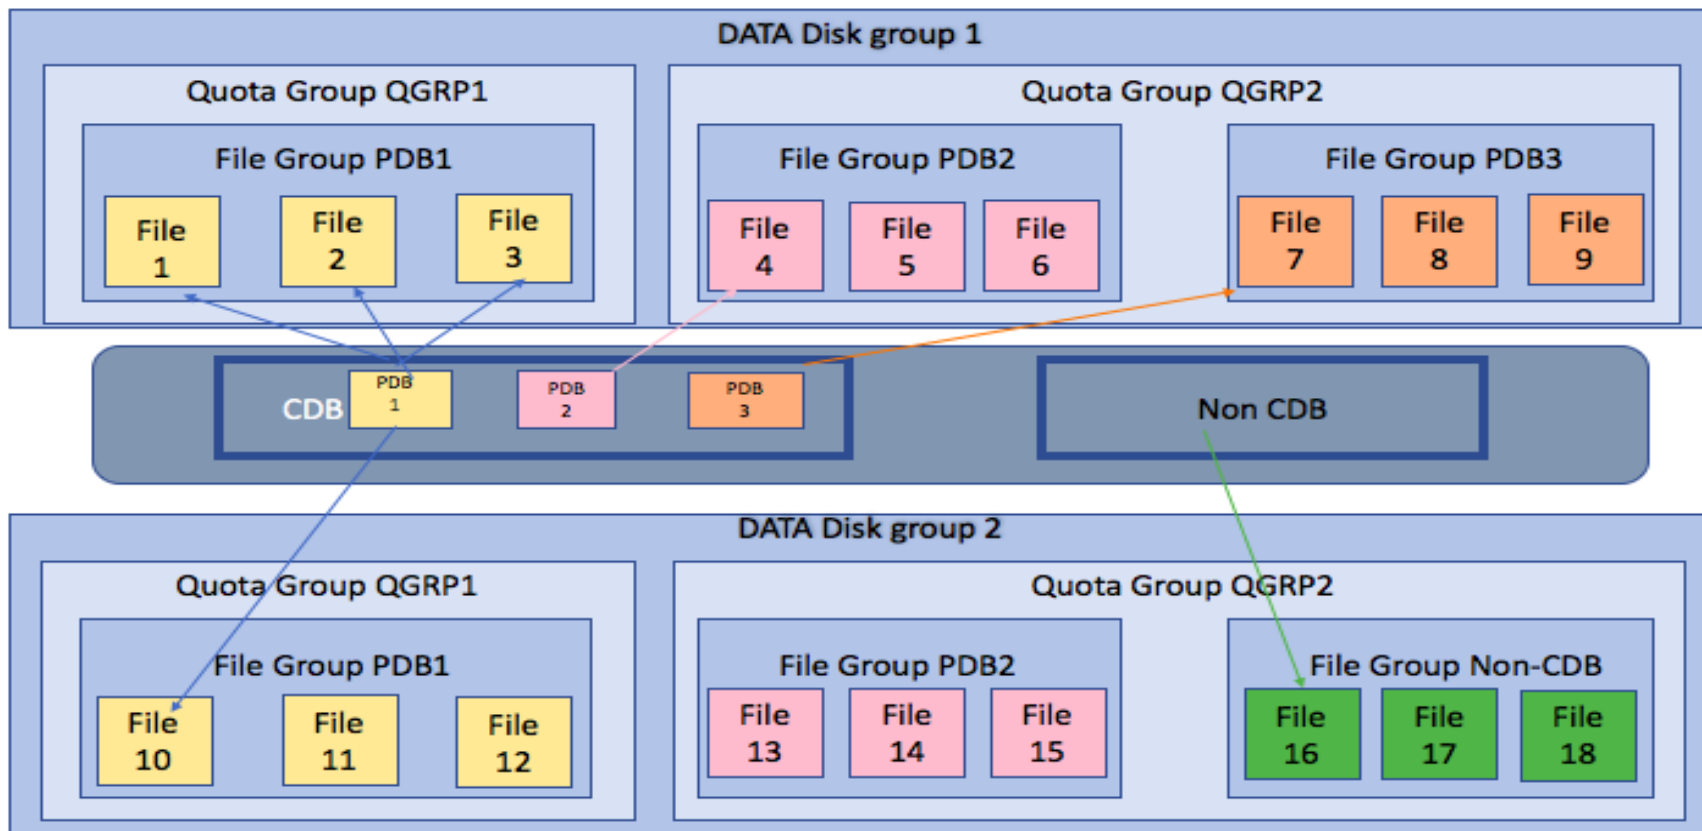 DATA Disk group 1
Quota Group QGRP1
Quota Group QGRP2
File Group PDB1
File Group PDB2
File Group PDB3
File
1
File
2
File
3
File
4
File
5
File
6
File
7
File
8
File
9
CDB
PDB
1
PDB
2
PDB
3
Non CDB
DATA Disk group 2
Quota Group QGRP1
Quota Group QGRP2
File Group PDB1
File Group PDB2
File Group Non-CDB
File
10
File
11
File
12
File
13
File
14
File
15
File
16
File
17
File
18